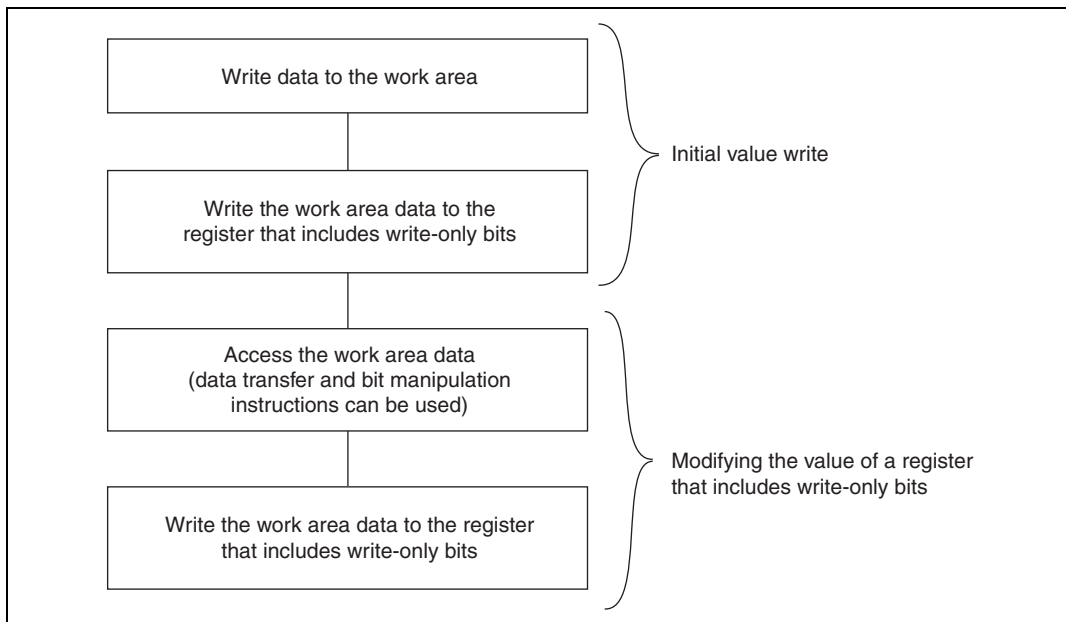 Write data to the work area
Initial value write
Write the work area data to the
register that includes write-only bits
Access the work area data
(data transfer and bit manipulation
instructions can be used)
Modifying the value of a register
that includes write-only bits
Write the work area data to the register
that includes write-only bits